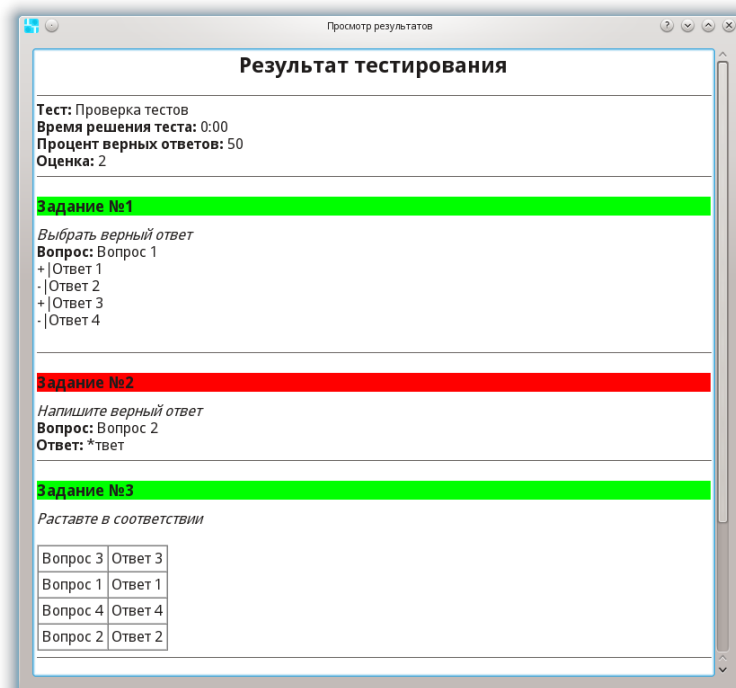 Просмотр результатов
Результат тестирования
Тест: Проверка тестов
Время решения теста: 0:00
Процент верных ответов: 50
Оценка: 2
Задание №1
Выбрать верный ответ
Вопрос: Вопрос 1
+|Ответ 1
-|Ответ 2
+|Ответ 3
-|Ответ 4
Задание №2
Напишите верный ответ
Вопрос: Вопрос 2
Ответ: *твет
Задание №3
Раставте в соответствии
Вопрос 3 Ответ 3
Вопрос 1 Ответ 1
Вопрос 4 Ответ 4
Вопрос 2 Ответ 2